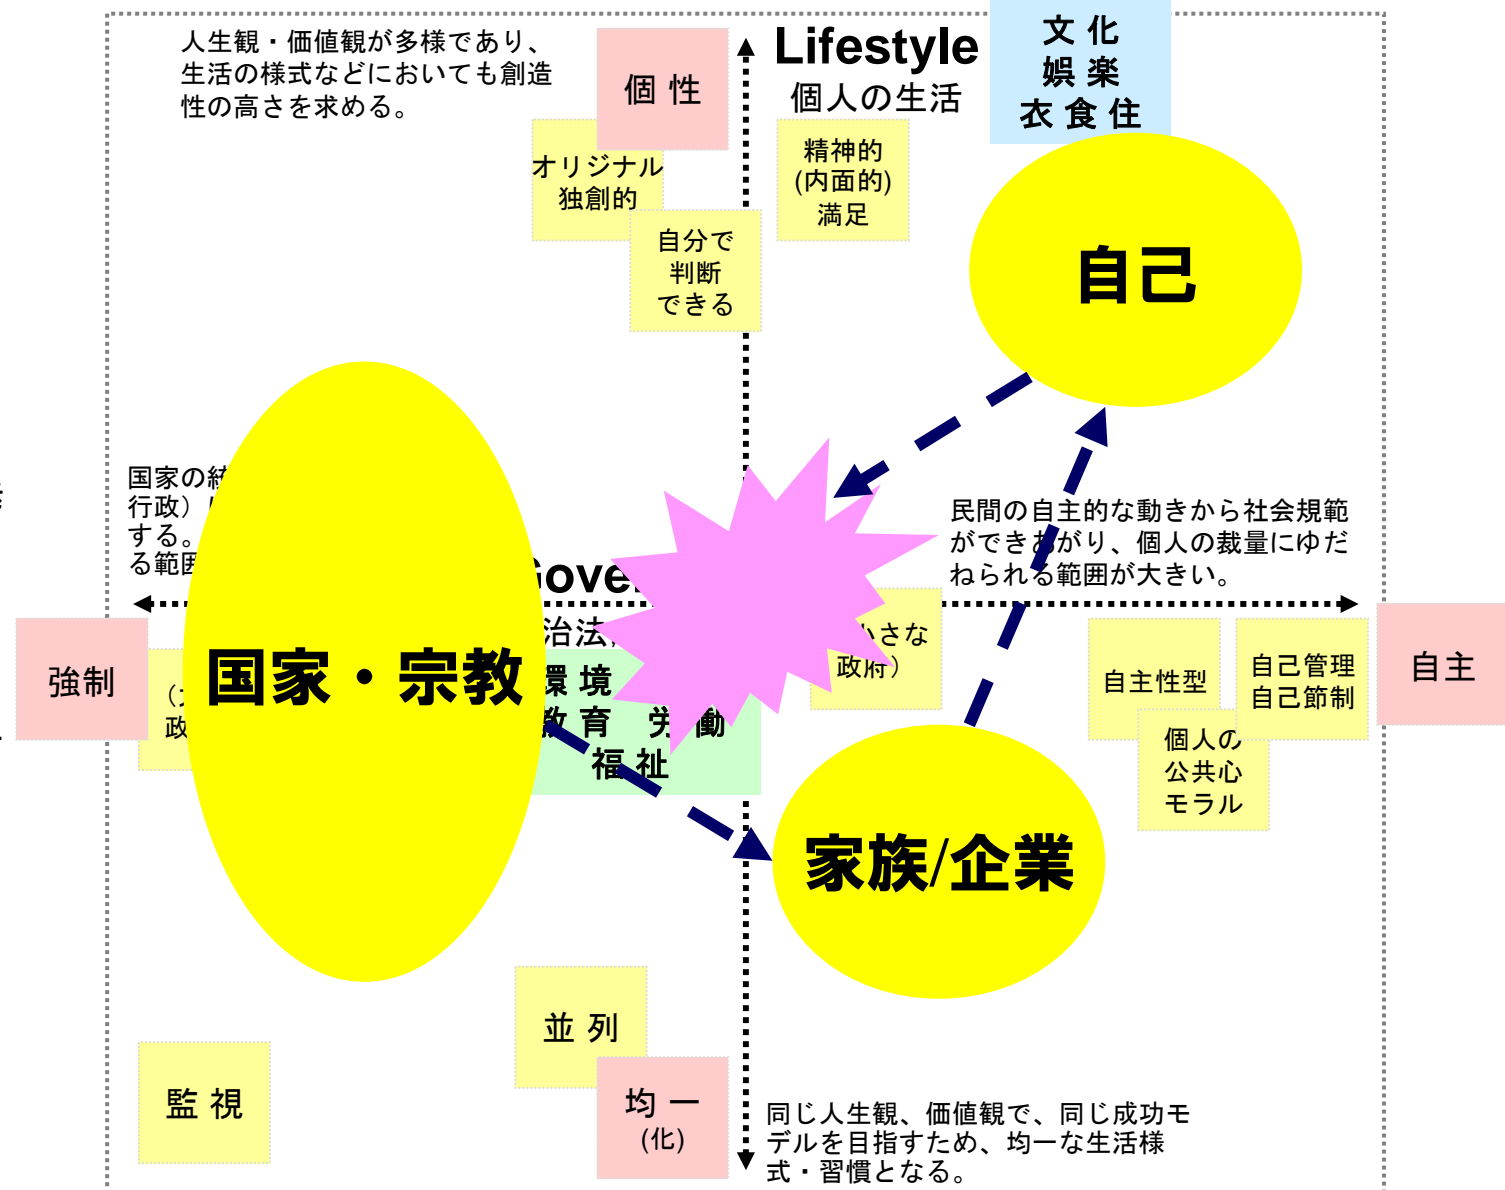 人生観・価値観が多様であり、
生活の様式などにおいても創造
性の高さを求める。
個 性
Lifestyle
個人の生活
文 化
娯 楽
衣 食 住
オリジナル
独創的
精神的
(内面的)
満足
自分で
判断
できる
自己
国家の
行政）
する。
る範囲
民間の自主的な動きから社会規範
ができあがり、個人の裁量にゆだ
ねられる範囲が大きい。
強制
国家・宗教
治法
環 境
教 育　労 働
福 祉
小さな
政府）
自主性型
自己管理
自己節制
自主
個人の
公共心
モラル
家族/企業
並 列
監 視
均 一
(化)
同じ人生観、価値観で、同じ成功モ
デルを目指すため、均一な生活様
式・習慣となる。